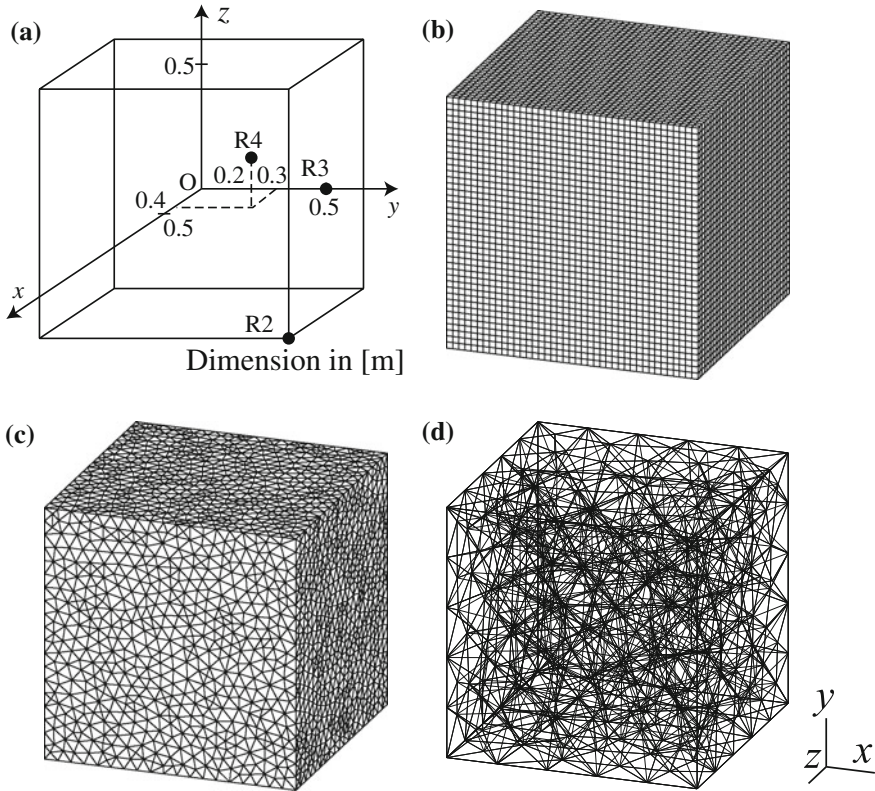 (a)
z
0.5
R4
0.2 0.3 R3
O
0.4
0.5
0.5
y
x
R2
Dimension in [m]
(b)
(c)
(d)
y
z x